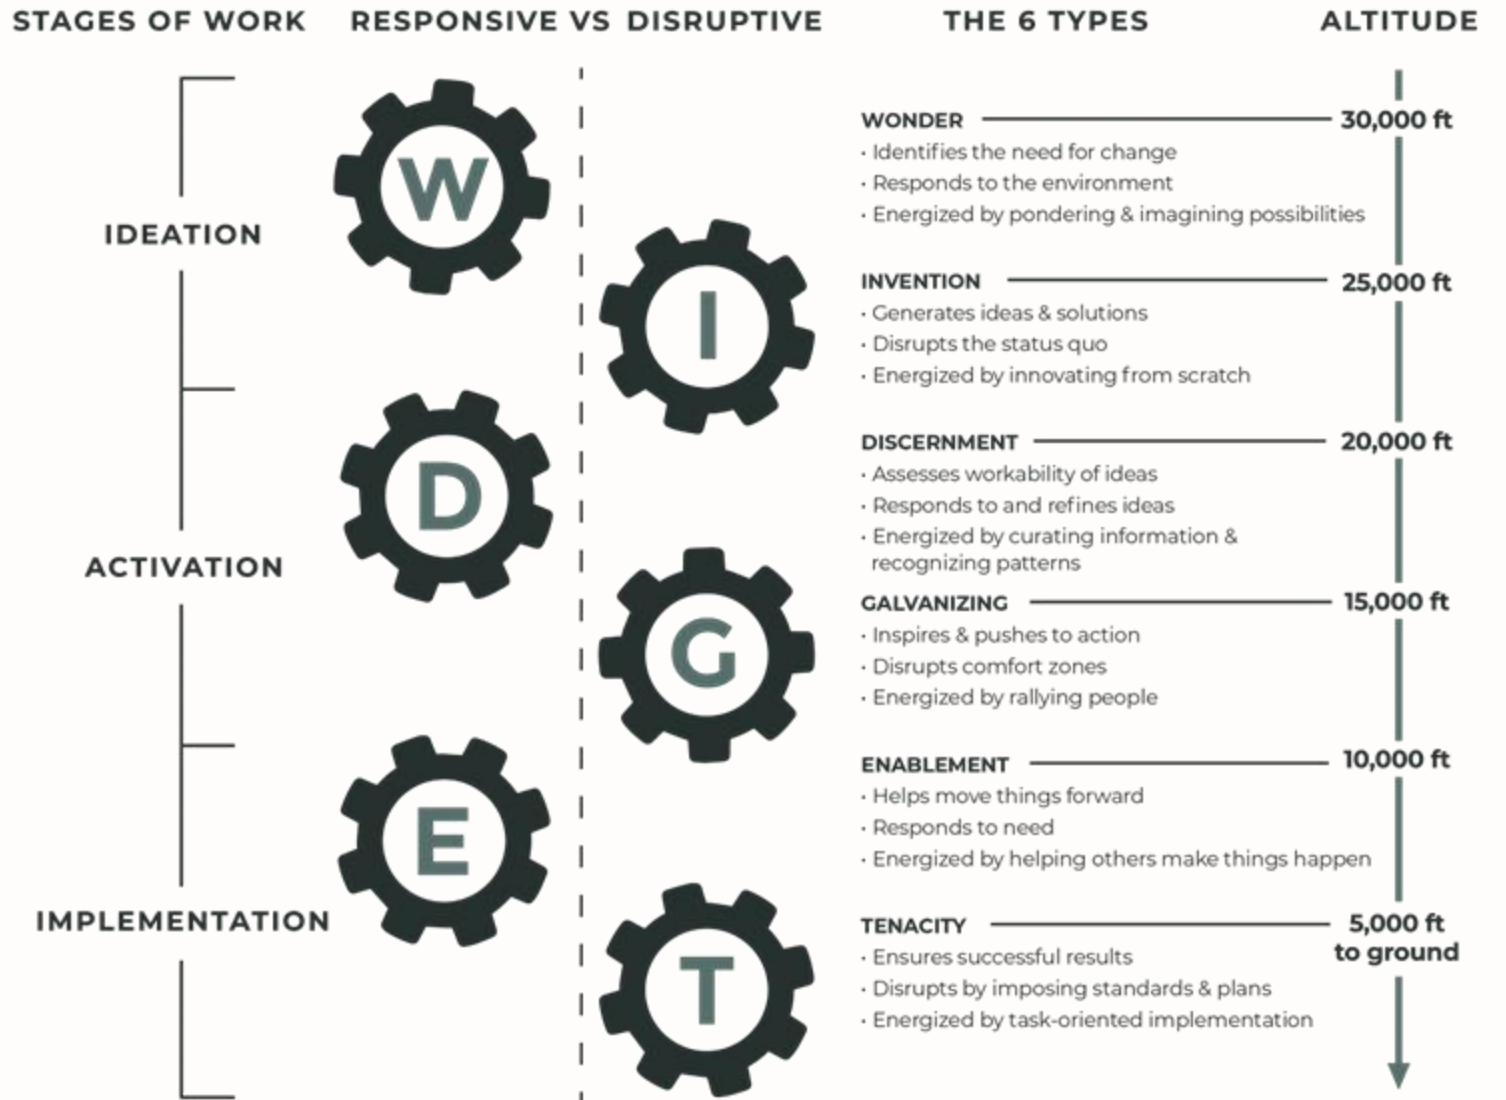 STAGES OF WORK
RESPONSIVE VS DISRUPTIVE
THE 6 TYPES
ALTITUDE
IDEATION
ACTIVATION
IMPLEMENTATION
W
I
D
G
E
T
WONDER 30,000 ft
· Identifies the need for change
· Responds to the environment
· Energized by pondering & imagining possibilities
INVENTION 25,000 ft
· Generates ideas & solutions
· Disrupts the status quo
· Energized by innovating from scratch
DISCERNMENT 20,000 ft
· Assesses workability of ideas
· Responds to and refines ideas
· Energized by curating information &
recognizing patterns
GALVANIZING 15,000 ft
· Inspires & pushes to action
· Disrupts comfort zones
· Energized by rallying people
ENABLEMENT 10,000 ft
· Helps move things forward
· Responds to need
· Energized by helping others make things happen
TENACITY 5,000 ft
to ground
· Ensures successful results
· Disrupts by imposing standards & plans
· Energized by task-oriented implementation